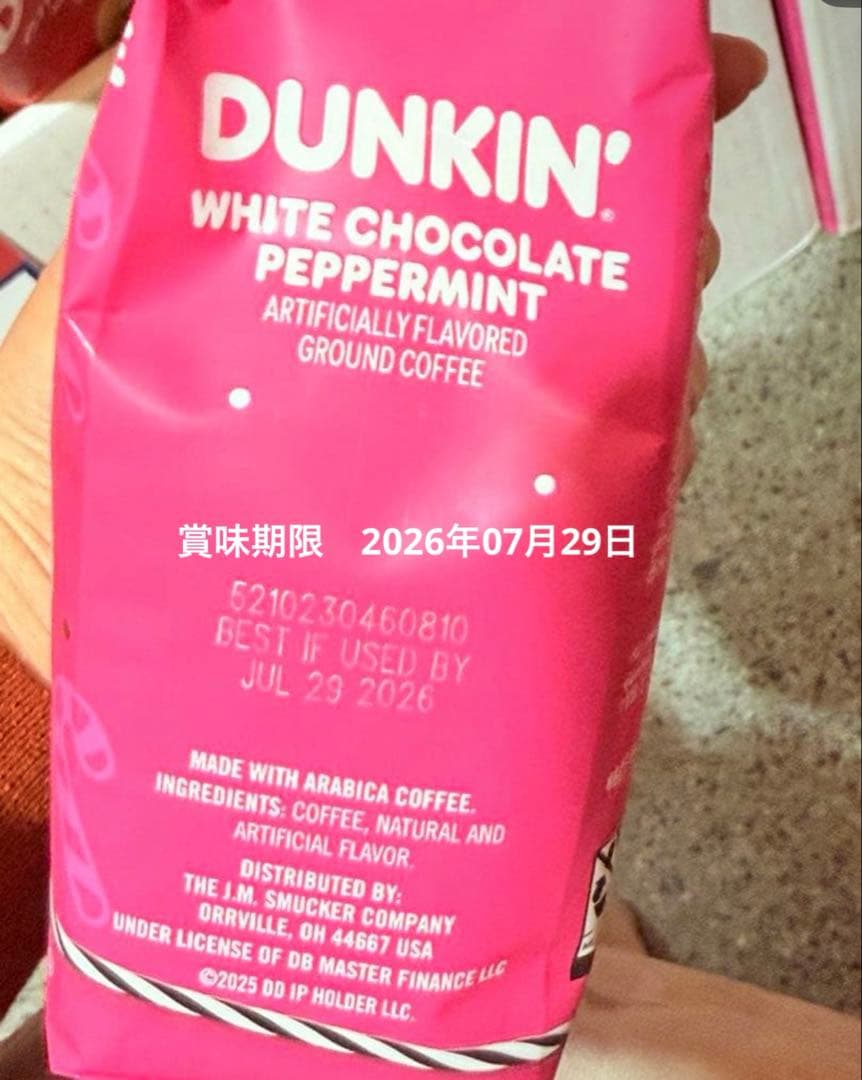 DUNKIN'®
WHITE CHOCOLATE
PEPPERMINT
ARTIFICIALLY FLAVORED
GROUND COFFEE
賞味期限 2026年07月29日
5210230460810
BEST IF USED BY
JUL 29 2026
MADE WITH ARABICA COFFEE.
INGREDIENTS: COFFEE, NATURAL AND
ARTIFICIAL FLAVOR.
DISTRIBUTED BY:
THE J.M. SMUCKER COMPANY
ORRVILLE, OH 44667 USA
UNDER LICENSE OF DB MASTER FINANCE LLC
©2025 DD IP HOLDER LLC.